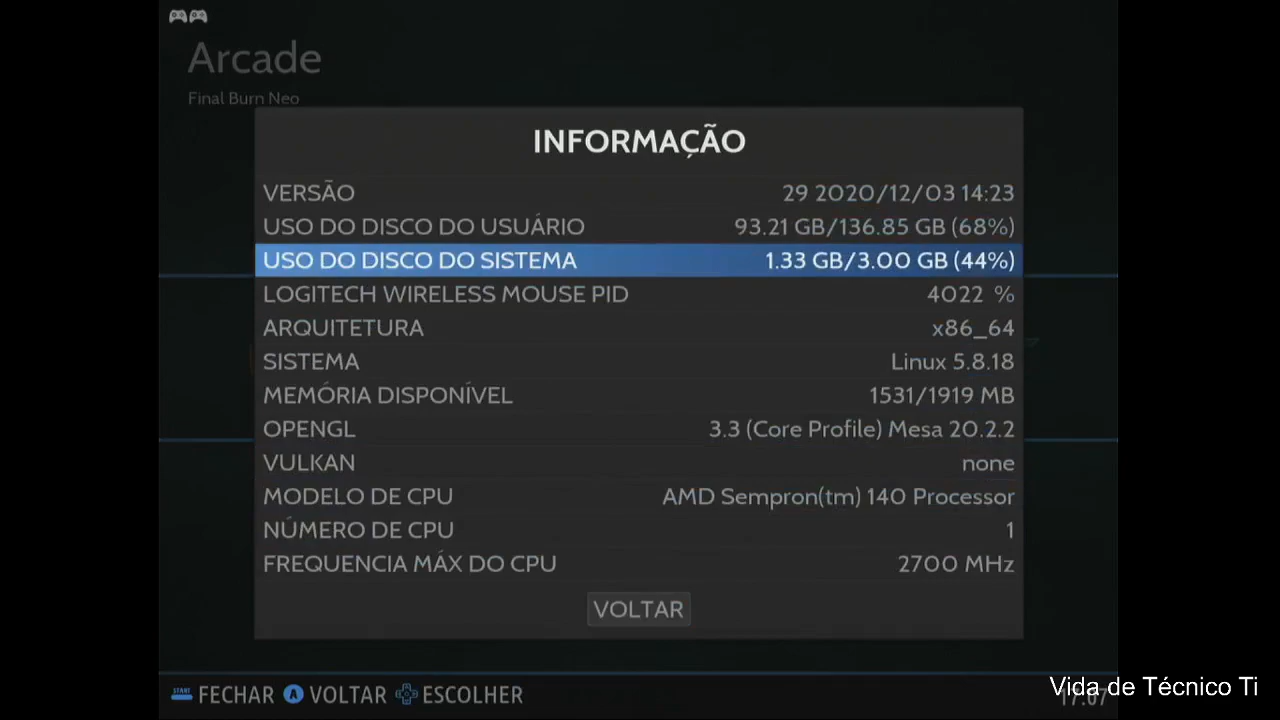 Arcade
Final Burn Neo
INFORMAÇÃO
VERSÃO 29 2020/12/03 14:23
USO DO DISCO DO USUÁRIO 93.21 GB/136.85 GB (68%)
USO DO DISCO DO SISTEMA 1.33 GB/3.00 GB (44%)
LOGITECH WIRELESS MOUSE PID 4022 %
ARQUITETURA x86_64
SISTEMA Linux 5.8.18
MEMÓRIA DISPONÍVEL 1531/1919 MB
OPENGL 3.3 (Core Profile) Mesa 20.2.2
VULKAN none
MODELO DE CPU AMD Sempron(tm) 140 Processor
NÚMERO DE CPU 1
FREQUENCIA MÁX DO CPU 2700 MHz
VOLTAR
START FECHAR A VOLTAR ESCOLHER
Vida de Técnico Ti
17:07